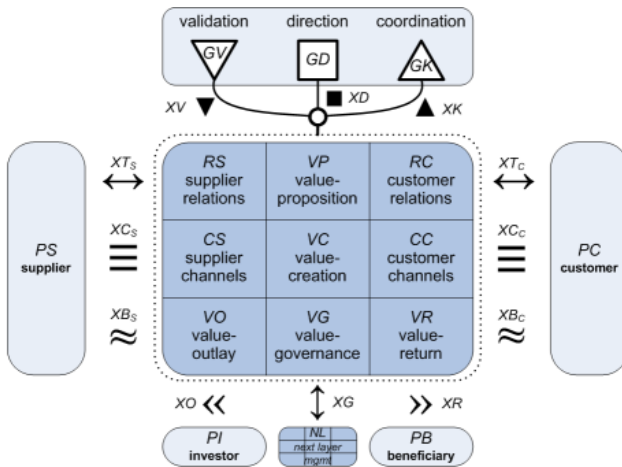 validation direction coordination
GV GD GK
XV XD XK
RS VP RC
supplier value- customer
relations proposition relations
XTS XTC
CS VC CC
supplier value- customer
channels creation channels
XCS XCC
PS PC
supplier customer
VO VG VR
value- value- value-
outlay governance return
XBS XBC
XO XG XR
PI NL PB
investor next layer beneficiary
mgmt